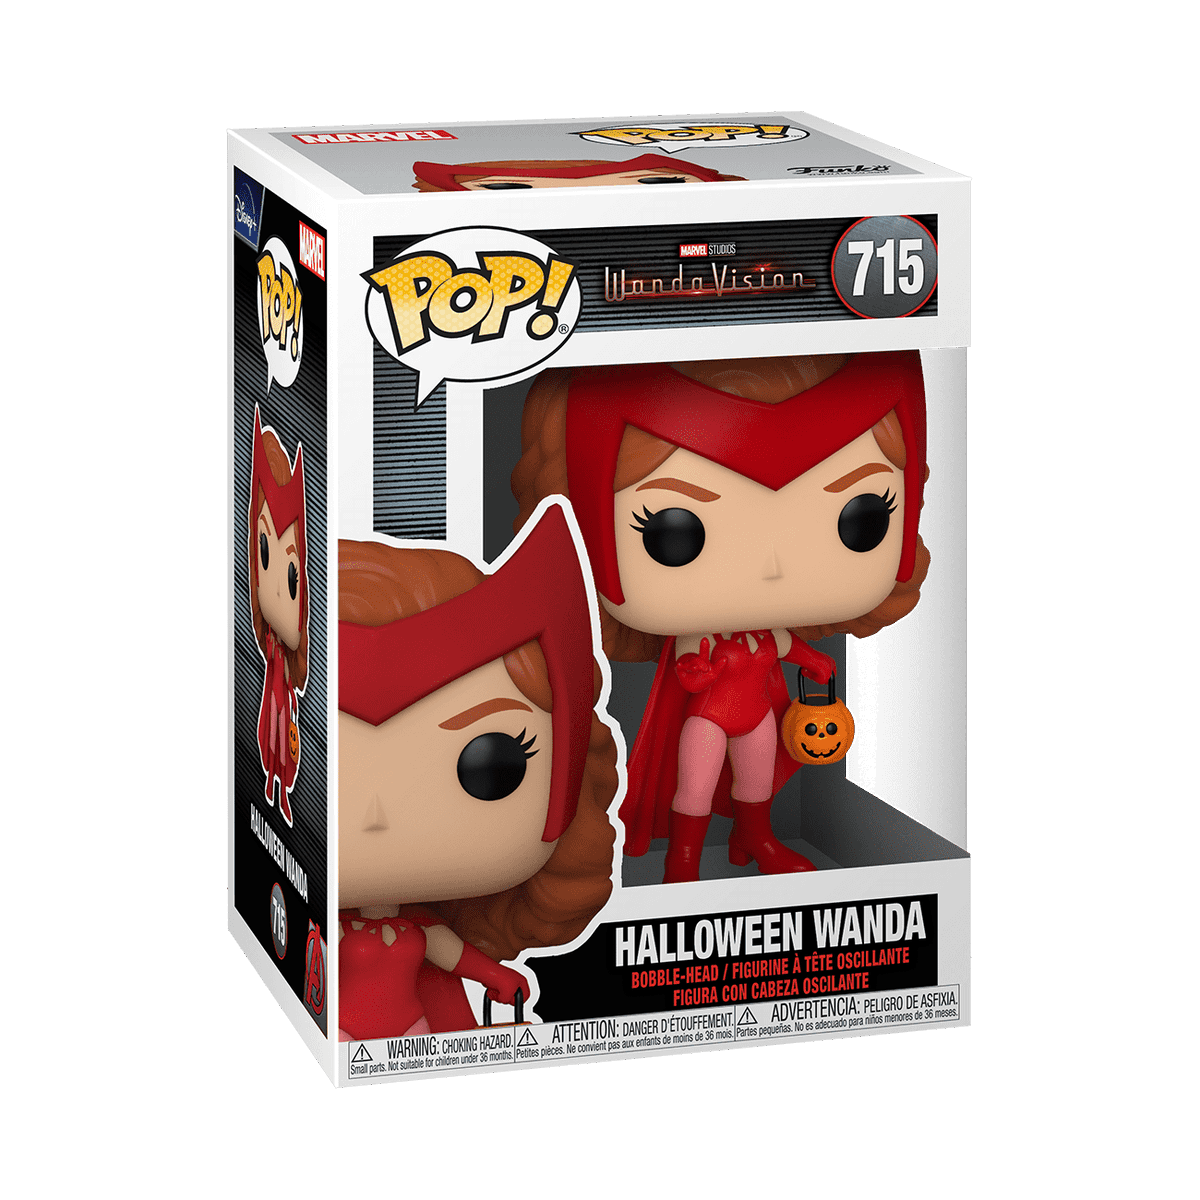 MARVEL
POP!
Funko
Disney+
MARVEL
POP!
HALLOWEEN WANDA
715
POP!®
MARVEL STUDIOS
WandaVision
715
HALLOWEEN WANDA
BOBBLE-HEAD / FIGURINE À TÊTE OSCILLANTE
FIGURA CON CABEZA OSCILANTE
WARNING: CHOKING HAZARD.
Small parts. Not suitable for children under 36 months.
ATTENTION: DANGER D'ÉTOUFFEMENT.
Petites pièces. Ne convient pas aux enfants de moins de 36 mois.
ADVERTENCIA: PELIGRO DE ASFIXIA.
Partes pequeñas. No es adecuado para niños menores de 36 meses.